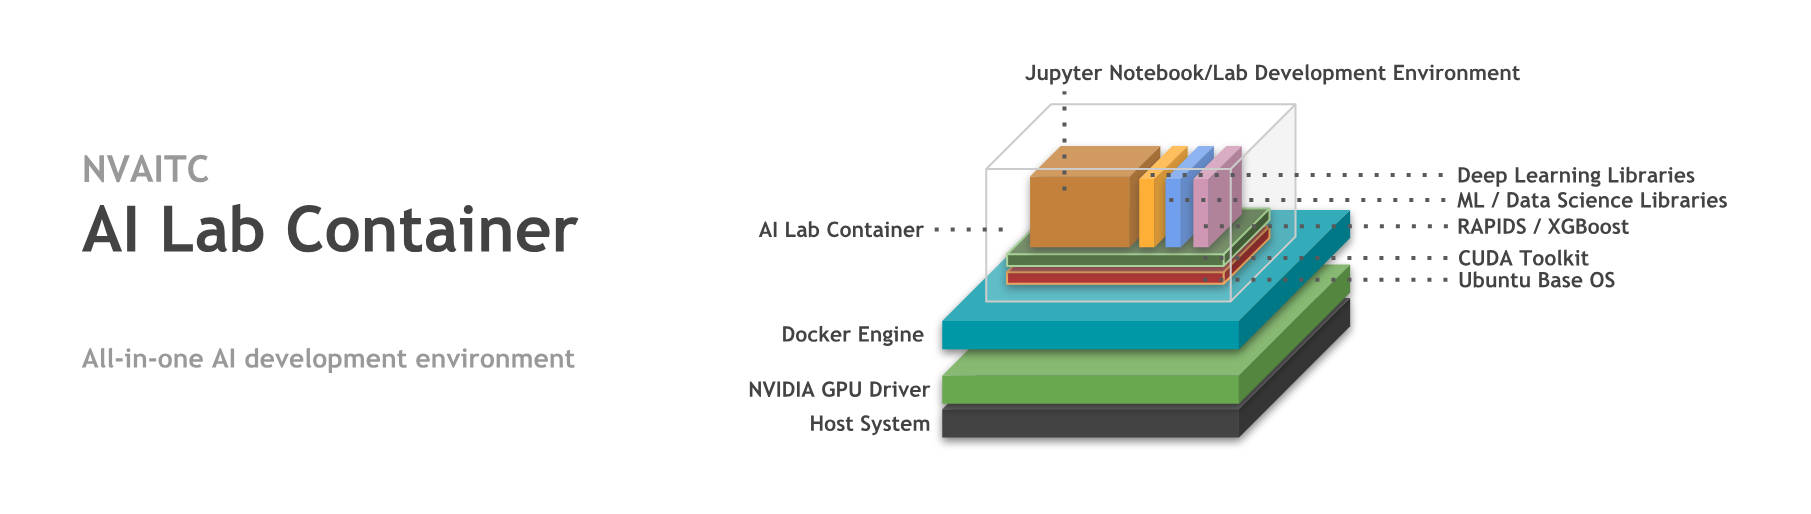 NVAITC
AI Lab Container
All-in-one AI development environment
Jupyter Notebook/Lab Development Environment
AI Lab Container
Docker Engine
NVIDIA GPU Driver
Host System
Deep Learning Libraries
ML / Data Science Libraries
RAPIDS / XGBoost
CUDA Toolkit
Ubuntu Base OS